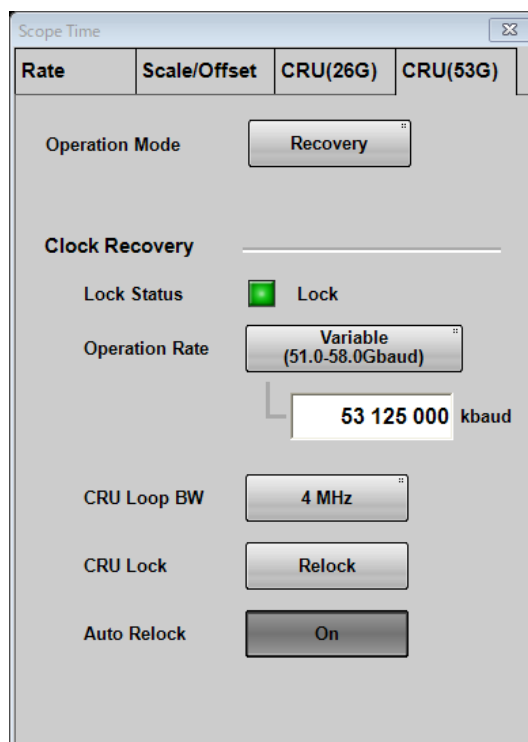 Scope Time
Rate Scale/Offset CRU(26G) CRU(53G)
Operation Mode Recovery
Clock Recovery
Lock Status Lock
Operation Rate Variable
(51.0-58.0Gbaud)
53 125 000 kbaud
CRU Loop BW 4 MHz
CRU Lock Relock
Auto Relock On